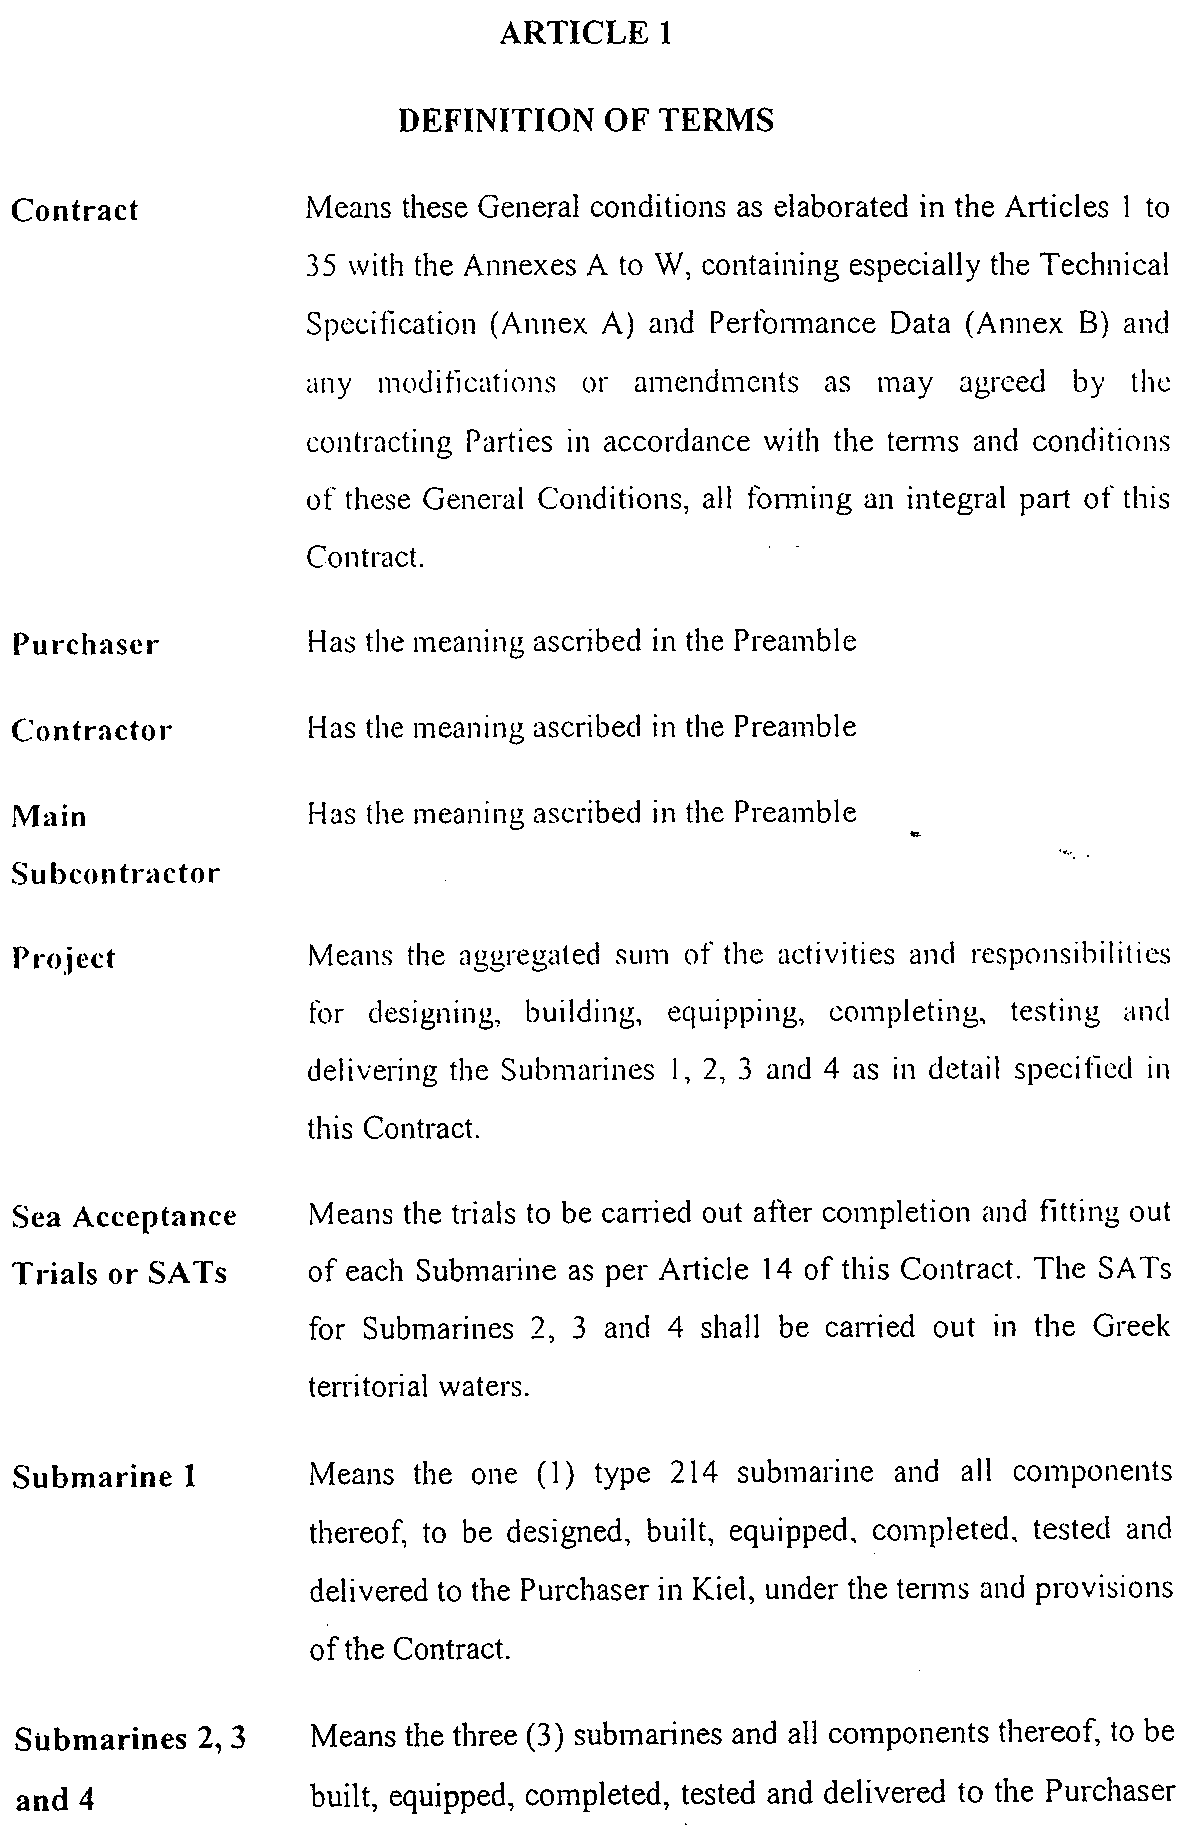 ARTICLE 1
DEFINITION OF TERMS
Contract Means these General conditions as elaborated in the Articles 1 to
35 with the Annexes A to W, containing especially the Technical
Specification (Annex A) and Performance Data (Annex B) and
any modifications or amendments as may agreed by the
contracting Parties in accordance with the terms and conditions
of these General Conditions, all forming an integral part of this
Contract.
Purchaser Has the meaning ascribed in the Preamble
Contractor Has the meaning ascribed in the Preamble
Main Has the meaning ascribed in the Preamble
Subcontractor
Project Means the aggregated sum of the activities and responsibilities
for designing, building, equipping, completing, testing and
delivering the Submarines 1, 2, 3 and 4 as in detail specified in
this Contract.
Sea Acceptance Means the trials to be carried out after completion and fitting out
Trials or SATs of each Submarine as per Article 14 of this Contract. The SATs
for Submarines 2, 3 and 4 shall be carried out in the Greek
territorial waters.
Submarine 1 Means the one (1) type 214 submarine and all components
thereof, to be designed, built, equipped, completed, tested and
delivered to the Purchaser in Kiel, under the terms and provisions
of the Contract.
Submarines 2, 3 Means the three (3) submarines and all components thereof, to be
and 4 built, equipped, completed, tested and delivered to the Purchaser